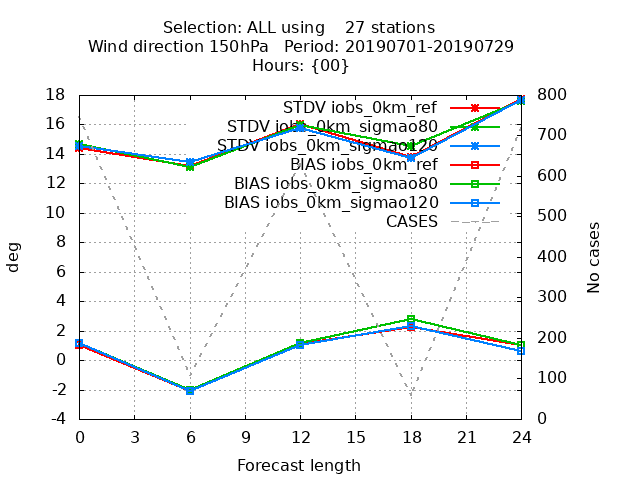 Selection: ALL using    27 stations
Wind direction 150hPa   Period: 20190701-20190729
Hours: {00}
STDV iobs_0km_ref
STDV iobs_0km_sigmao80
STDV iobs_0km_sigmao120
BIAS iobs_0km_ref
BIAS iobs_0km_sigmao80
BIAS iobs_0km_sigmao120
CASES
18
16
14
12
10
8
6
4
2
0
-2
-4
deg
800
700
600
500
400
300
200
100
0
No cases
0 3 6 9 12 15 18 21 24
Forecast length